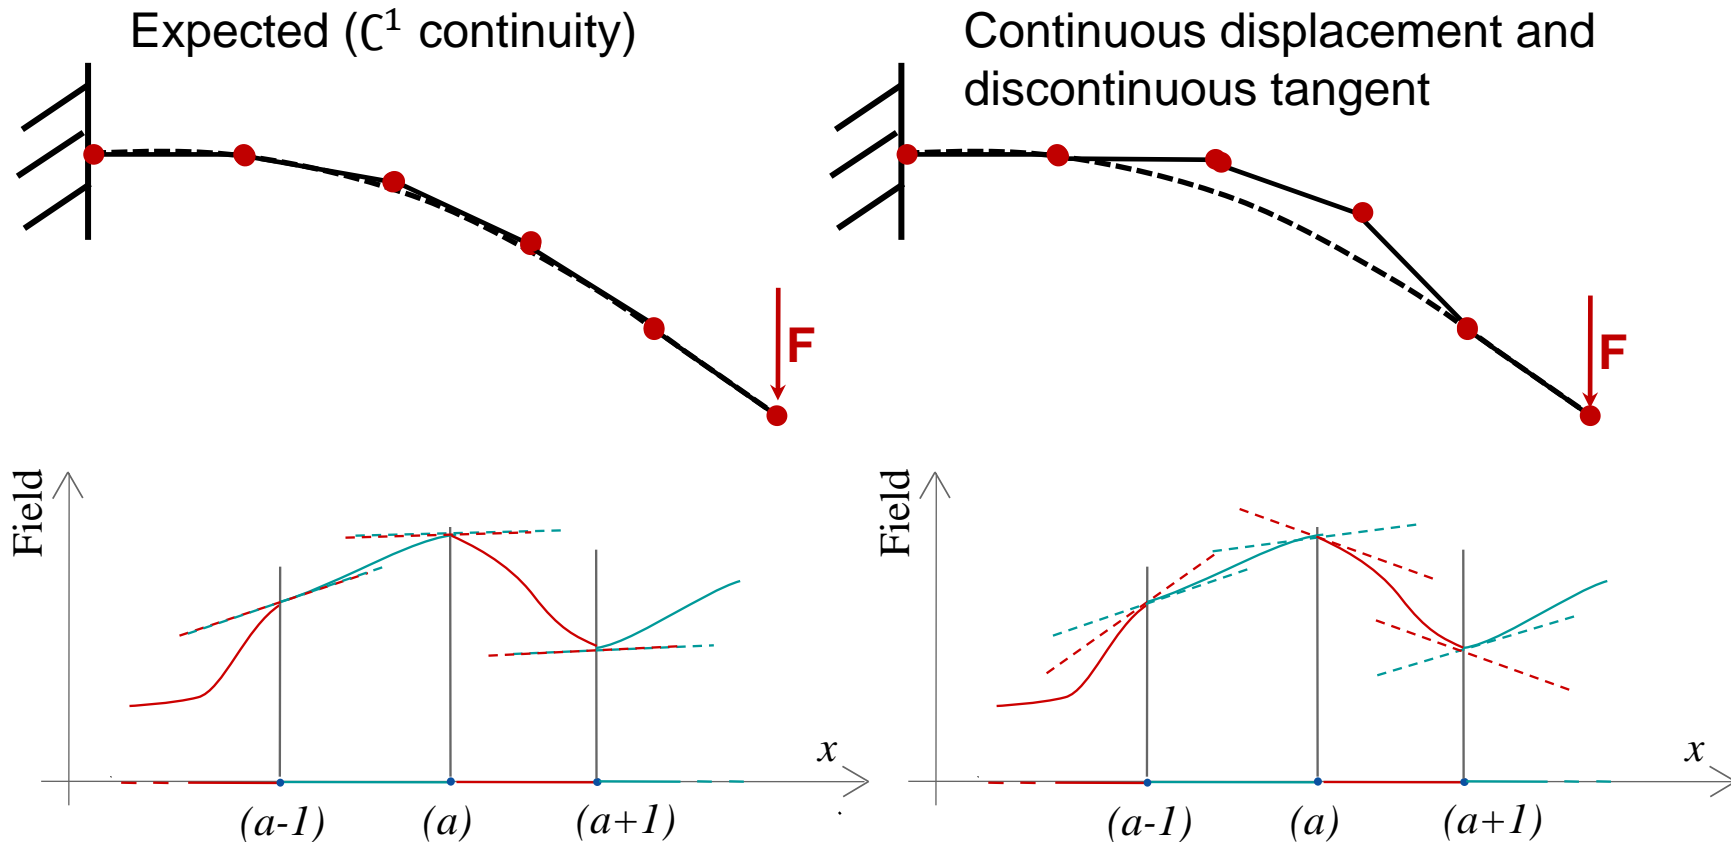 Expected (C¹ continuity)
Continuous displacement and
discontinuous tangent
F
F
Field
x
(a-1)
(a)
(a+1)
Field
x
(a-1)
(a)
(a+1)